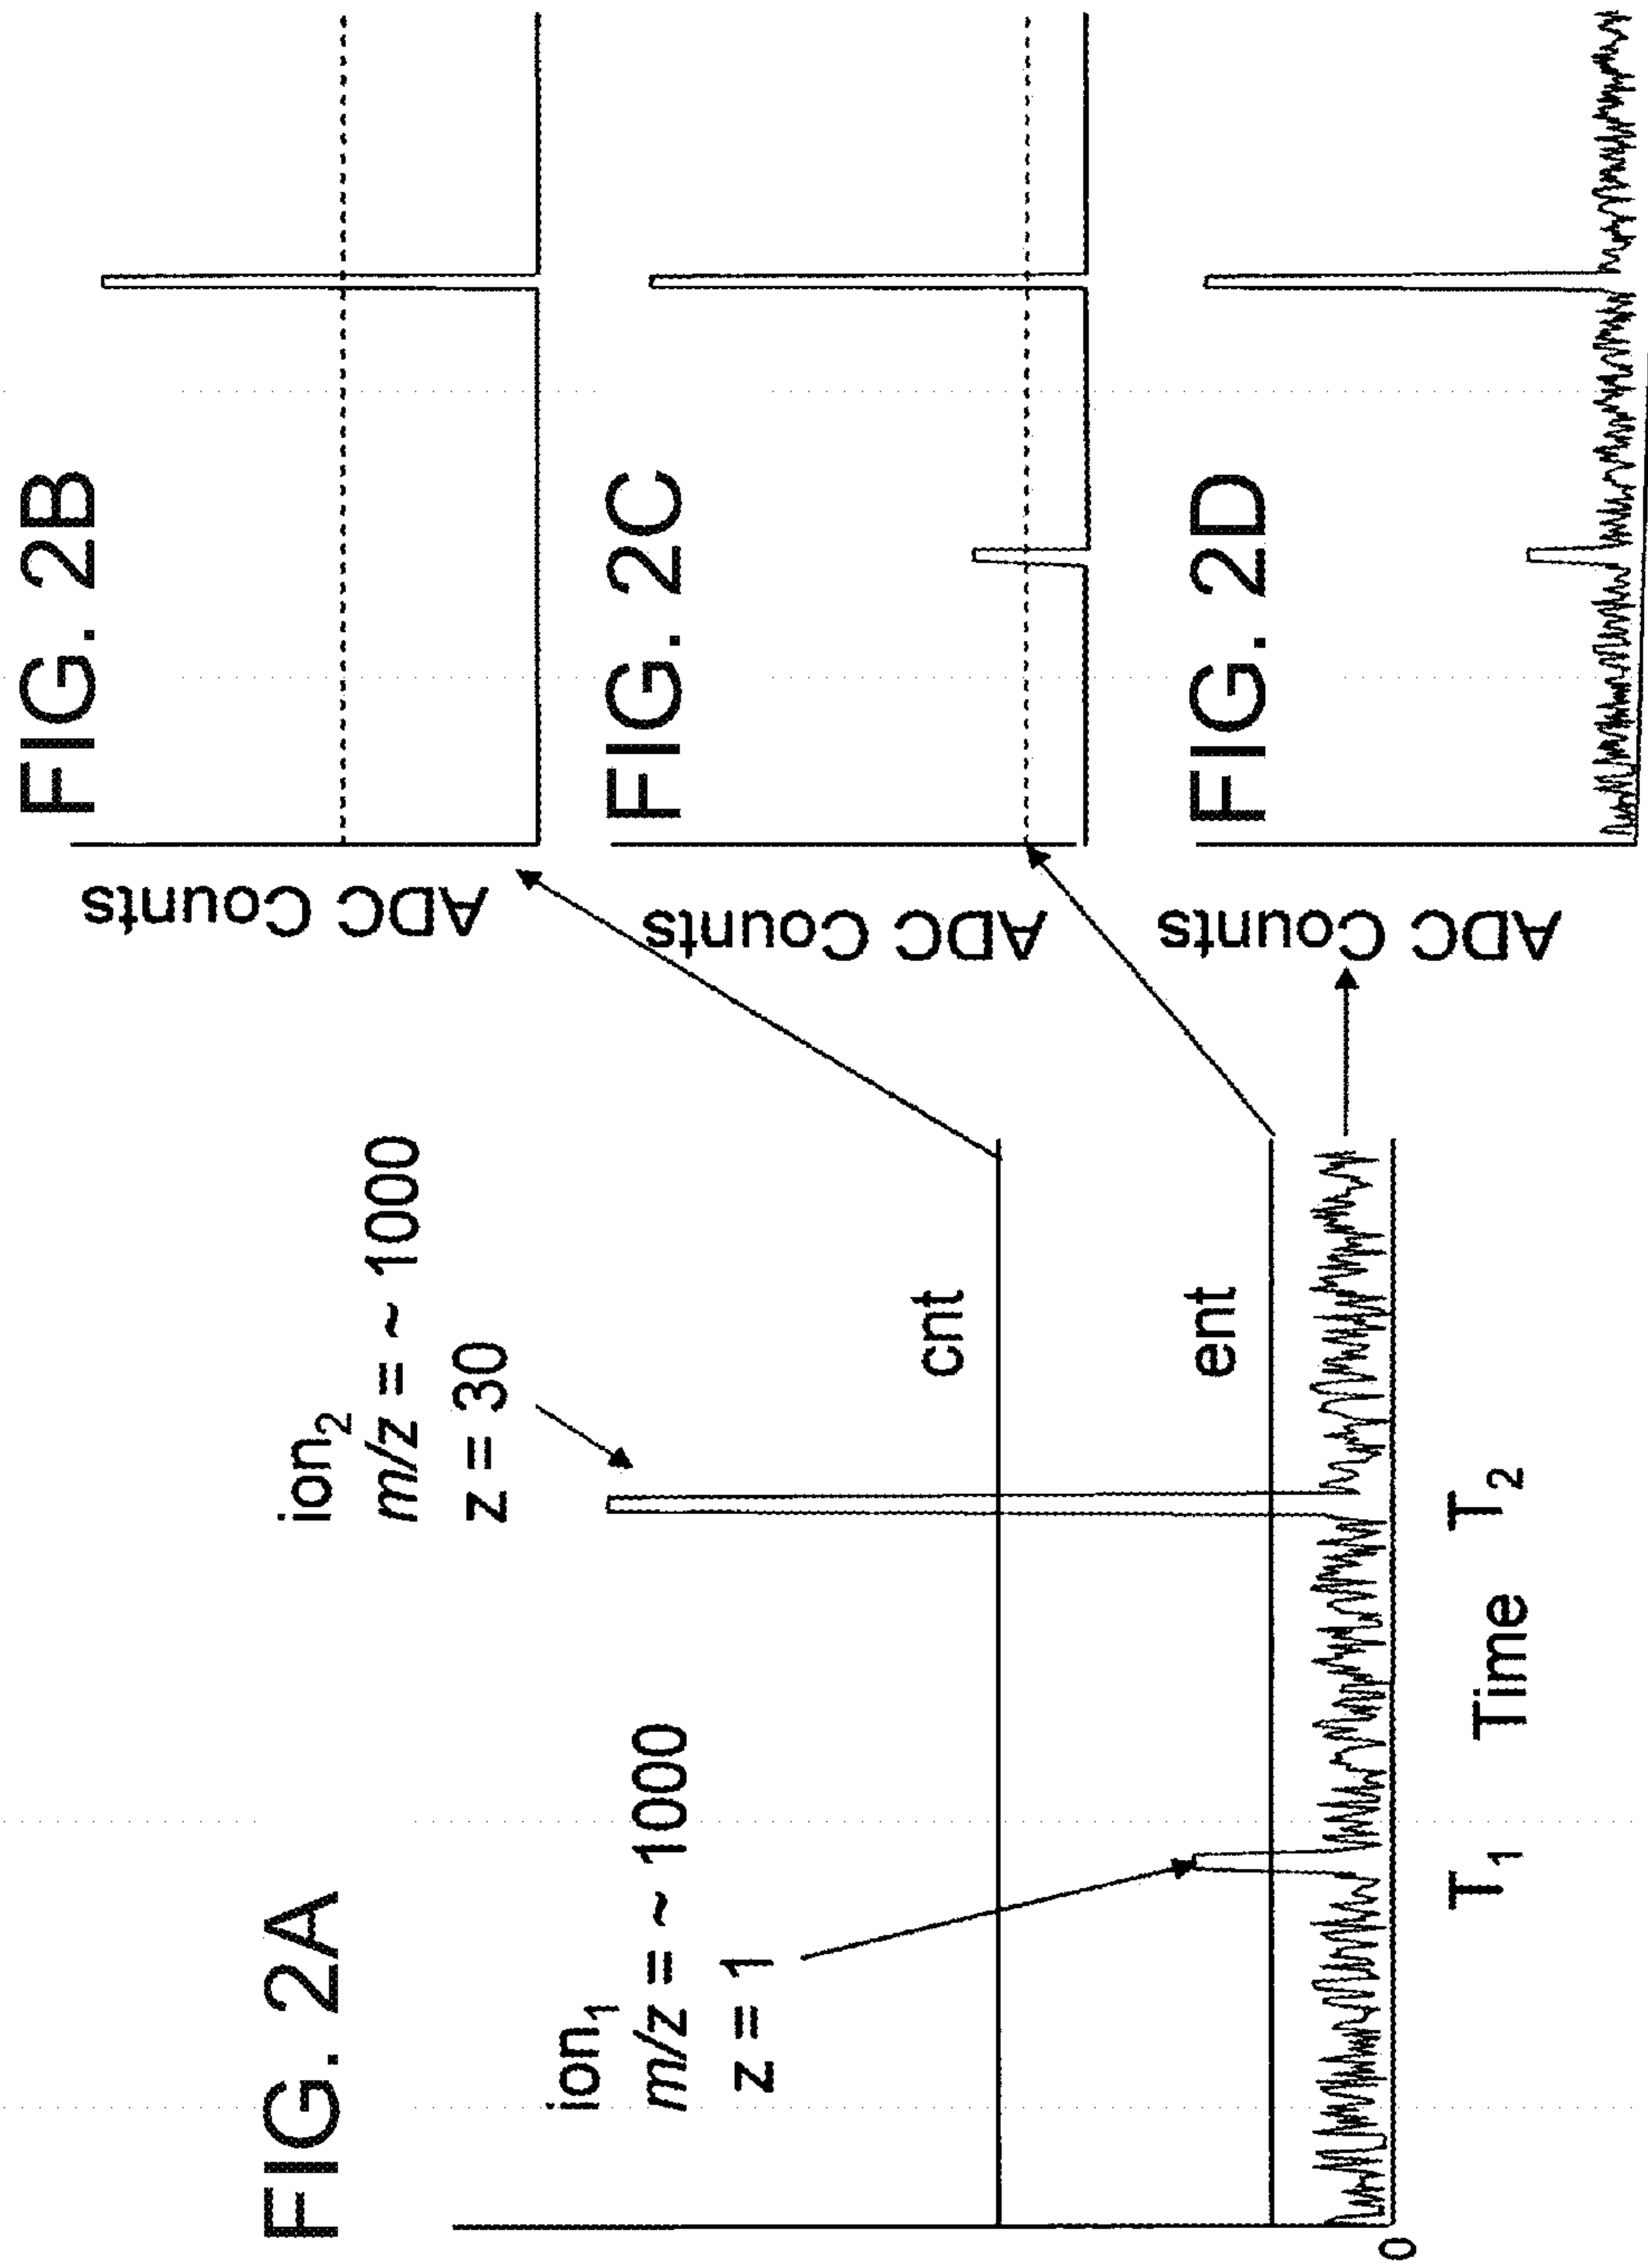 FIG. 2A
ion1
m/z = ~ 1000
z = 1
ion2
m/z = ~ 1000
z = 30
cnt
ent
0
T1
Time
T2
FIG. 2B
ADC Counts
FIG. 2C
ADC Counts
FIG. 2D
ADC Counts